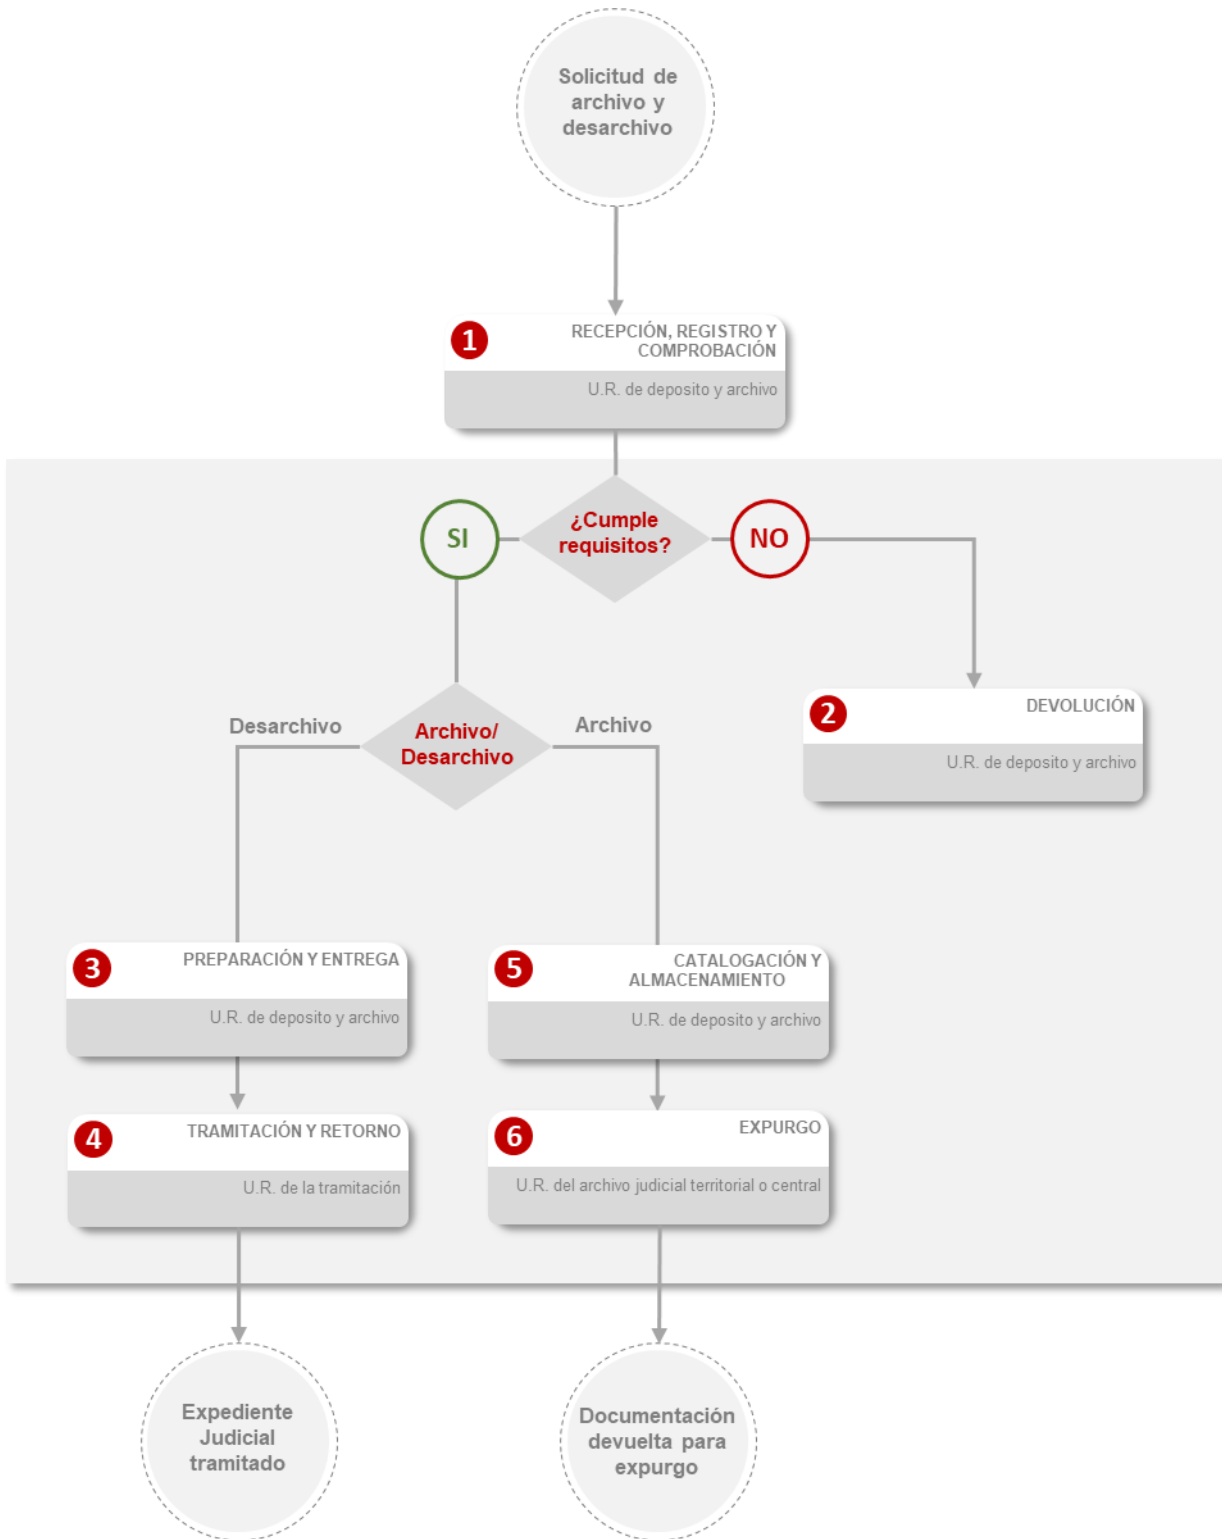 Solicitud de
archivo y
desarchivo
1
RECEPCIÓN, REGISTRO Y
COMPROBACIÓN
U.R. de deposito y archivo
SI
¿Cumple
requisitos?
NO
2
DEVOLUCIÓN
U.R. de deposito y archivo
Desarchivo
Archivo/
Desarchivo
Archivo
3
PREPARACIÓN Y ENTREGA
U.R. de deposito y archivo
5
CATALOGACIÓN Y
ALMACENAMIENTO
U.R. de deposito y archivo
4
TRAMITACIÓN Y RETORNO
U.R. de la tramitación
6
EXPURGO
U.R. del archivo judicial territorial o central
Expediente
Judicial
tramitado
Documentación
devuelta para
expurgo